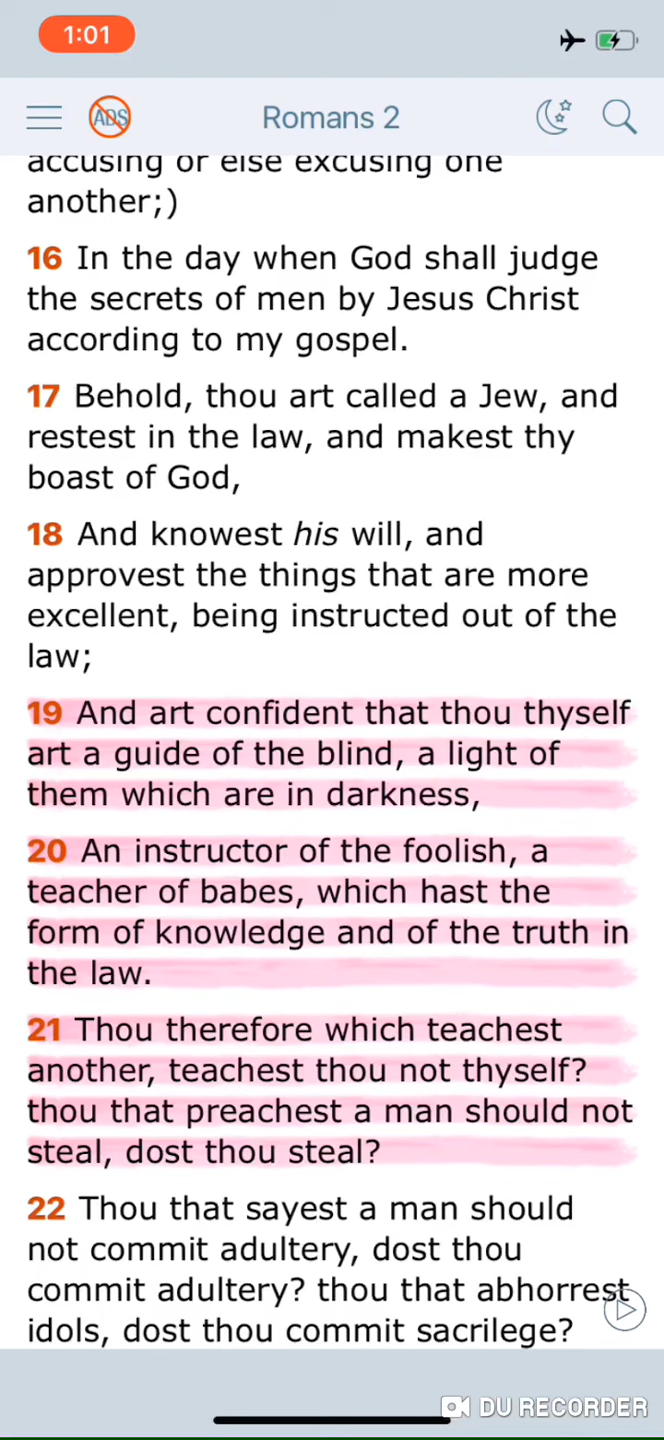 1:01
ADS
Romans 2
accusing or else excusing one
another;)
16 In the day when God shall judge
the secrets of men by Jesus Christ
according to my gospel.
17 Behold, thou art called a Jew, and
restest in the law, and makest thy
boast of God,
18 And knowest his will, and
approvest the things that are more
excellent, being instructed out of the
law;
19 And art confident that thou thyself
art a guide of the blind, a light of
them which are in darkness,
20 An instructor of the foolish, a
teacher of babes, which hast the
form of knowledge and of the truth in
the law.
21 Thou therefore which teachest
another, teachest thou not thyself?
thou that preachest a man should not
steal, dost thou steal?
22 Thou that sayest a man should
not commit adultery, dost thou
commit adultery? thou that abhorrest
idols, dost thou commit sacrilege?
DU RECORDER